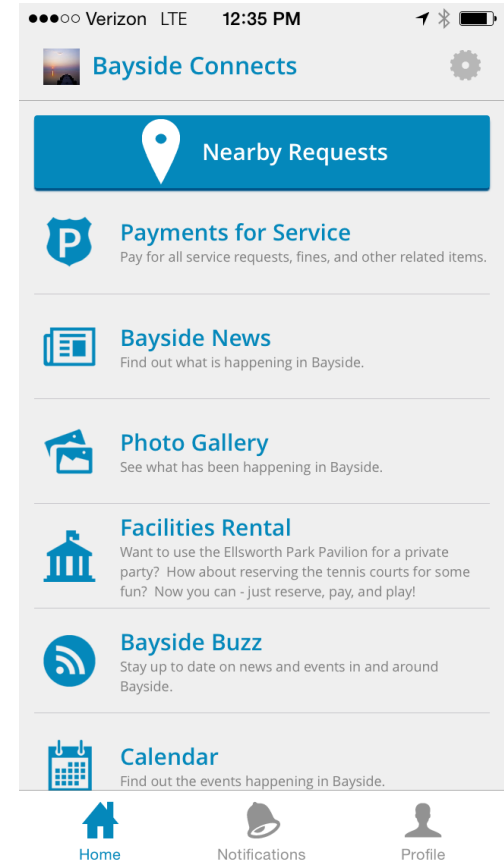 Verizon LTE 12:35 PM
Bayside Connects
Nearby Requests
P
Payments for Service
Pay for all service requests, fines, and other related items.
Bayside News
Find out what is happening in Bayside.
Photo Gallery
See what has been happening in Bayside.
Facilities Rental
Want to use the Ellsworth Park Pavilion for a private
party? How about reserving the tennis courts for some
fun? Now you can - just reserve, pay, and play!
Bayside Buzz
Stay up to date on news and events in and around
Bayside.
Calendar
Find out the events happening in Bayside.
Home Notifications Profile